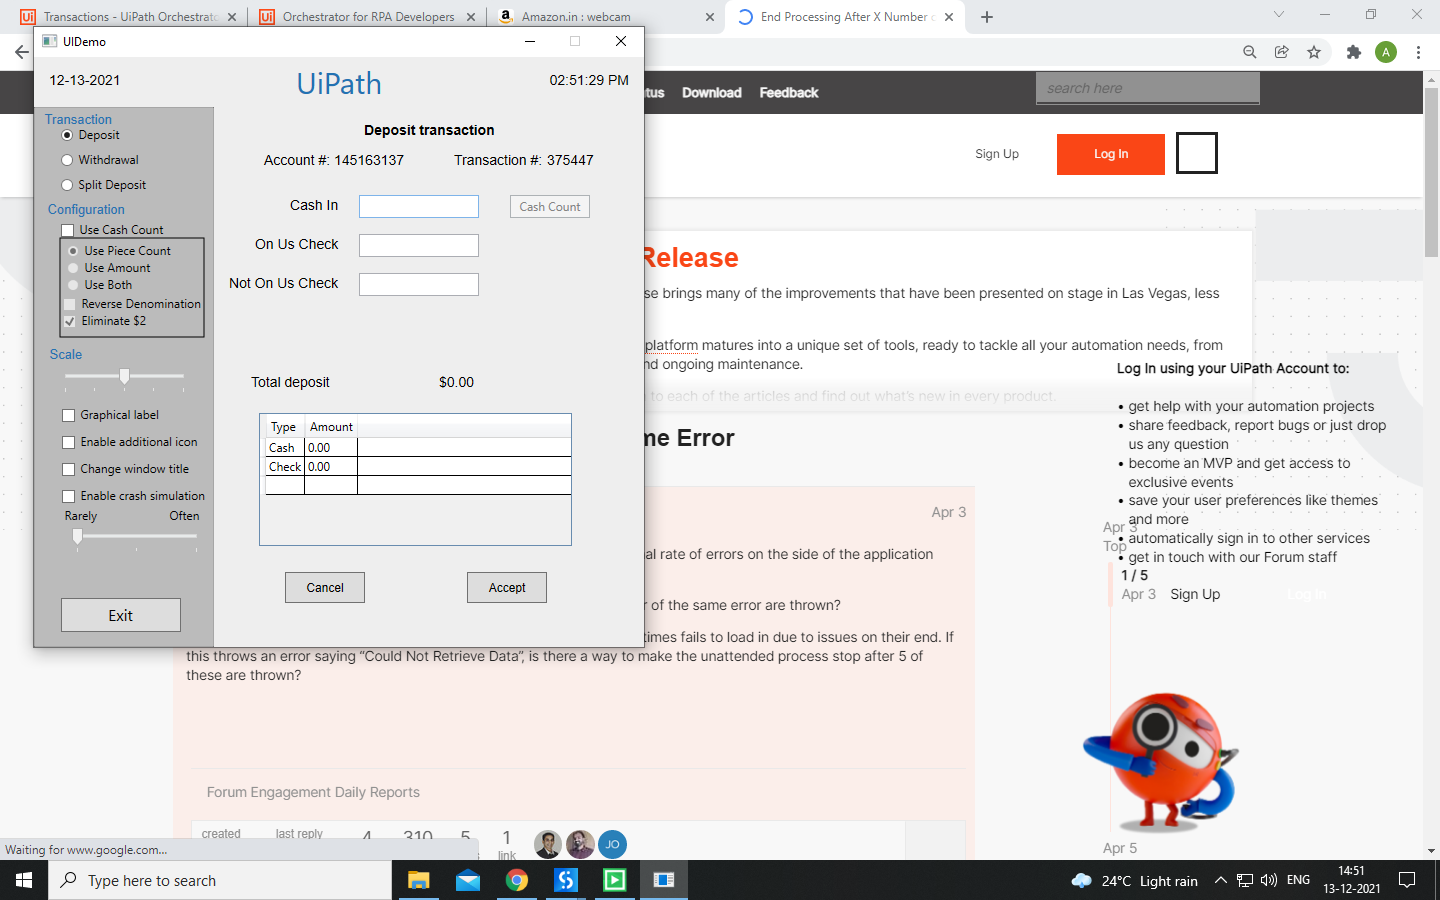 Transactions - UiPath Orchestrato
Orchestrator for RPA Developers
Amazon.in : webcam
End Processing After X Number
UIDemo
A
12-13-2021
UiPath
02:51:29 PM
Download
Feedback
search here
Transaction
Deposit
Withdrawal
Split Deposit
Deposit transaction
Account #: 145163137
Transaction #: 375447
Sign Up
Log In
Configuration
Use Cash Count
Use Piece Count
Use Amount
Use Both
Reverse Denomination
Eliminate $2
Cash In
Cash Count
On Us Check
Not On Us Check
Release
se brings many of the improvements that have been presented on stage in Las Vegas, less
platform matures into a unique set of tools, ready to tackle all your automation needs, from
nd ongoing maintenance.
to each of the articles and find out what's new in every product.
Scale
Total deposit
$0.00
Graphical label
Enable additional icon
Change window title
Enable crash simulation
Rarely
Often
Type Amount
Cash 0.00
Check 0.00
Cancel
Accept
Exit
me Error
Apr 3
al rate of errors on the side of the application
r of the same error are thrown?
times fails to load in due to issues on their end. If
this throws an error saying “Could Not Retrieve Data”, is there a way to make the unattended process stop after 5 of
these are thrown?
Log In using your UiPath Account to:
• get help with your automation projects
• share feedback, report bugs or just drop
us any question
• become an MVP and get access to
exclusive events
• save your user preferences like themes
and more
• automatically sign in to other services
• get in touch with our Forum staff
Apr 3
Top
1 / 5
Apr 3
Sign Up
Log In
Forum Engagement Daily Reports
created
last reply
4
310
5
1
link
JO
Apr 5
Waiting for www.google.com...
Type here to search
24°C Light rain
ENG
14:51
13-12-2021